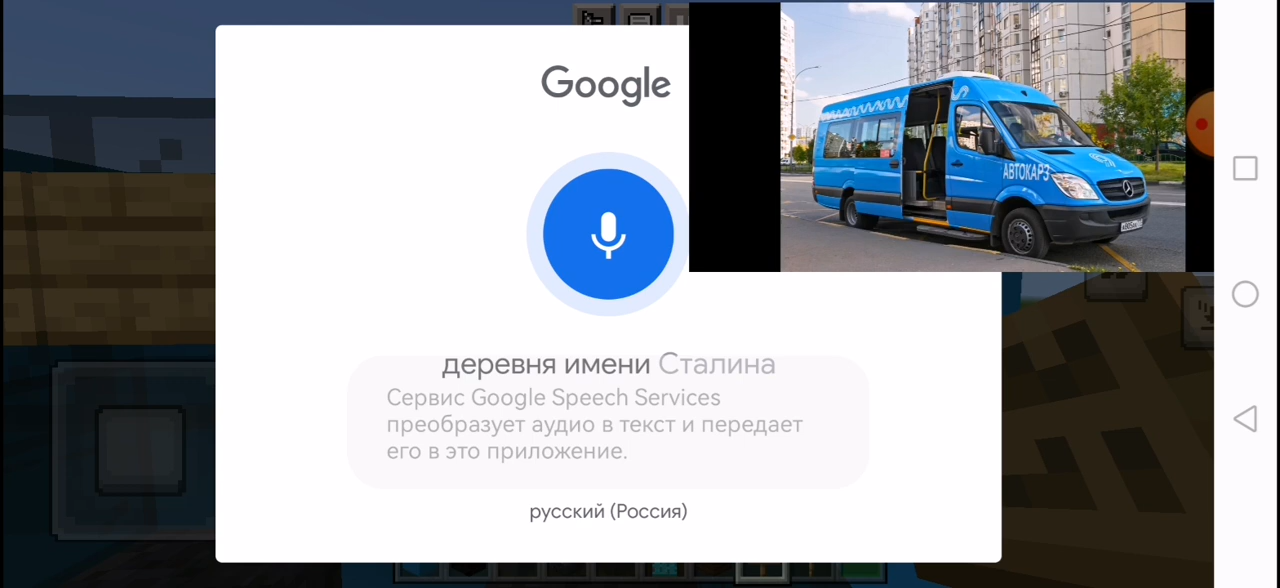 Google
АВТОКАРЗ
деревня имени Сталина
Сервис Google Speech Services
преобразует аудио в текст и передает
его в это приложение.
русский (Россия)